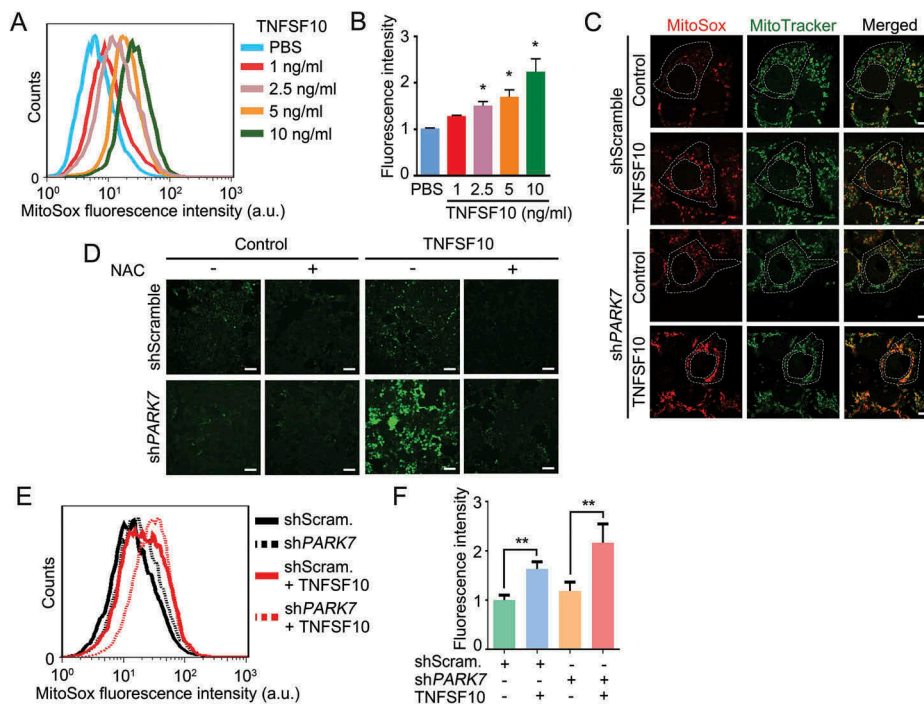 A
TNFSF10
PBS
1 ng/ml
2.5 ng/ml
5 ng/ml
10 ng/ml
Counts
10⁰ 10¹ 10² 10³
MitoSox fluorescence intensity (a.u.)
B
Fluorescence intensity
3
2
1
0
* * *
PBS 1 2.5 5 10
TNFSF10 (ng/ml)
C
MitoSox MitoTracker Merged
shScramble
Control
TNFSF10
shPARK7
Control
TNFSF10
D
Control TNFSF10
NAC - + - +
shScramble
shPARK7
E
Counts
10⁰ 10¹ 10² 10³
MitoSox fluorescence intensity (a.u.)
shScram.
shPARK7
shScram.
+ TNFSF10
shPARK7
+ TNFSF10
F
Fluorescence intensity
3
2
1
0
** **
shScram. + + - -
shPARK7 - - + +
TNFSF10 - + - +